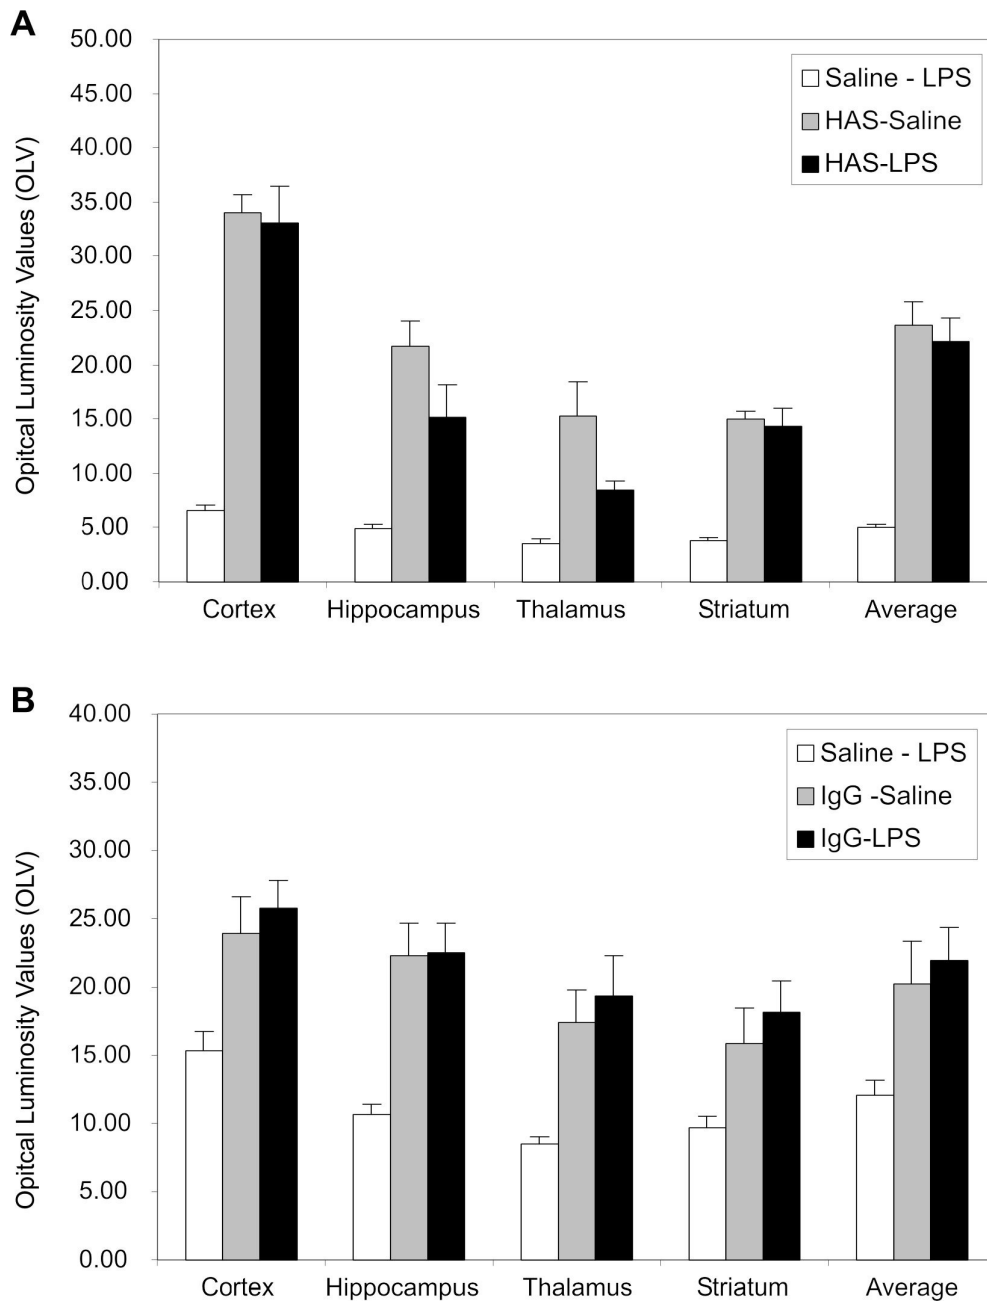 A
50.00
45.00
40.00
35.00
30.00
25.00
20.00
15.00
10.00
5.00
0.00
Opitcal Luminosity Values (OLV)
Saline - LPS
HAS-Saline
HAS-LPS
Cortex Hippocampus Thalamus Striatum Average
B
40.00
35.00
30.00
25.00
20.00
15.00
10.00
5.00
0.00
Opitcal Luminosity Values (OLV)
Saline - LPS
IgG -Saline
IgG-LPS
Cortex Hippocampus Thalamus Striatum Average